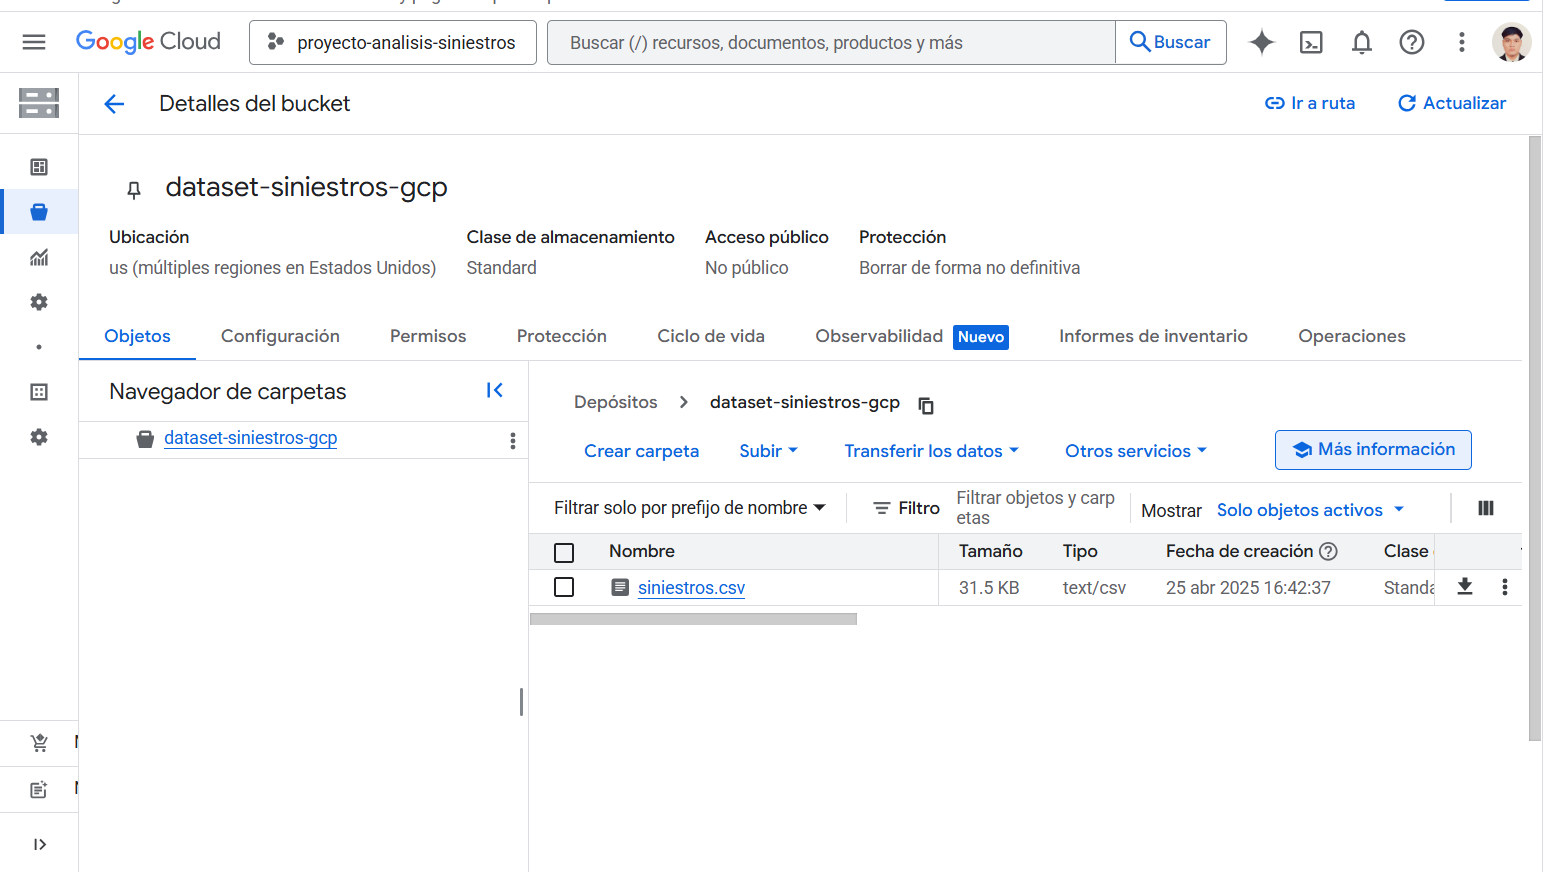 Google Cloud
proyecto-analisis-siniestros
Buscar (/) recursos, documentos, productos y más
Buscar
Detalles del bucket
Ir a ruta
Actualizar
dataset-siniestros-gcp
Ubicación
Clase de almacenamiento
Acceso público
Protección
us (múltiples regiones en Estados Unidos)
Standard
No público
Borrar de forma no definitiva
Objetos
Configuración
Permisos
Protección
Ciclo de vida
Observabilidad
Nuevo
Informes de inventario
Operaciones
Navegador de carpetas
dataset-siniestros-gcp
Depósitos
dataset-siniestros-gcp
Crear carpeta
Subir
Transferir los datos
Otros servicios
Más información
Filtrar solo por prefijo de nombre
Filtro
Filtrar objetos y carp
etas
Mostrar
Solo objetos activos
Nombre
Tamaño
Tipo
Fecha de creación
Clase
siniestros.csv
31.5 KB
text/csv
25 abr 2025 16:42:37
Standa